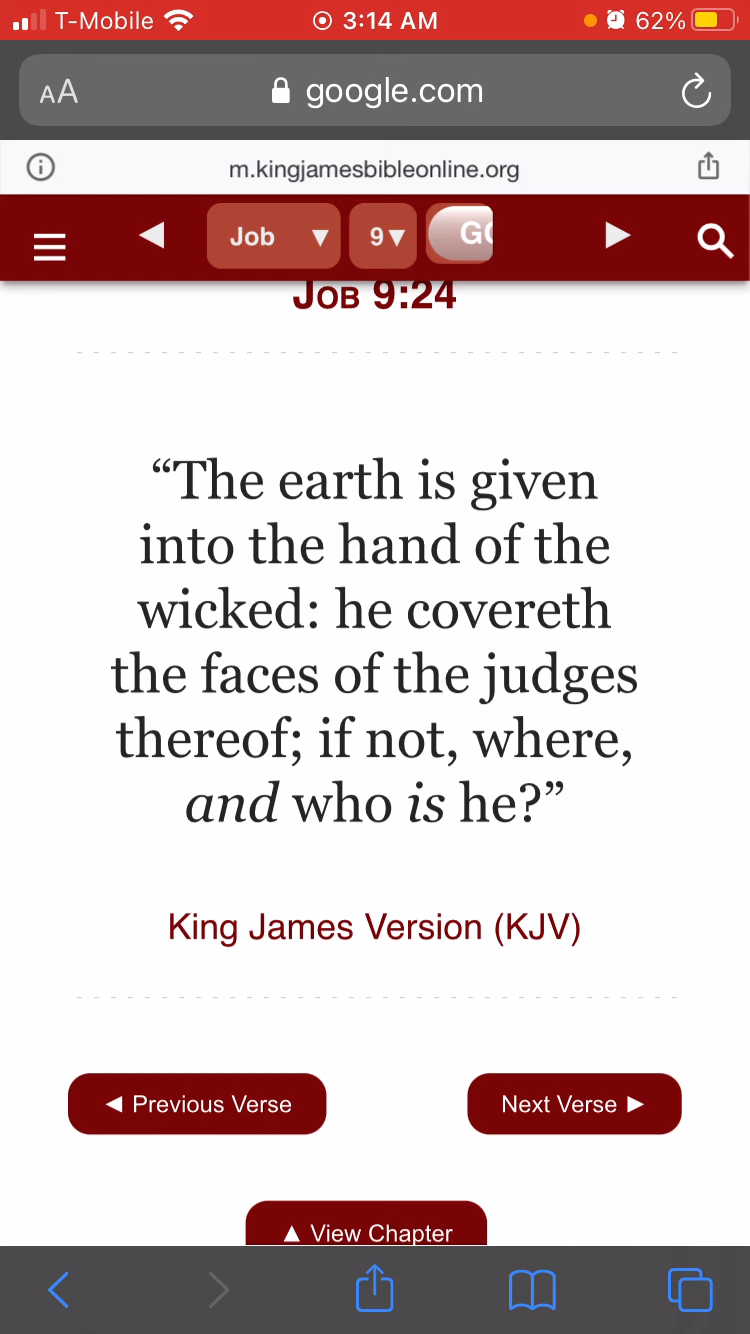 T-Mobile 3:14 AM 62%
AA google.com
m.kingjamesbibleonline.org
Job 9
JOB 9:24
“The earth is given
into the hand of the
wicked: he covereth
the faces of the judges
thereof; if not, where,
and who is he?”
King James Version (KJV)
◄ Previous Verse Next Verse ►
▲ View Chapter